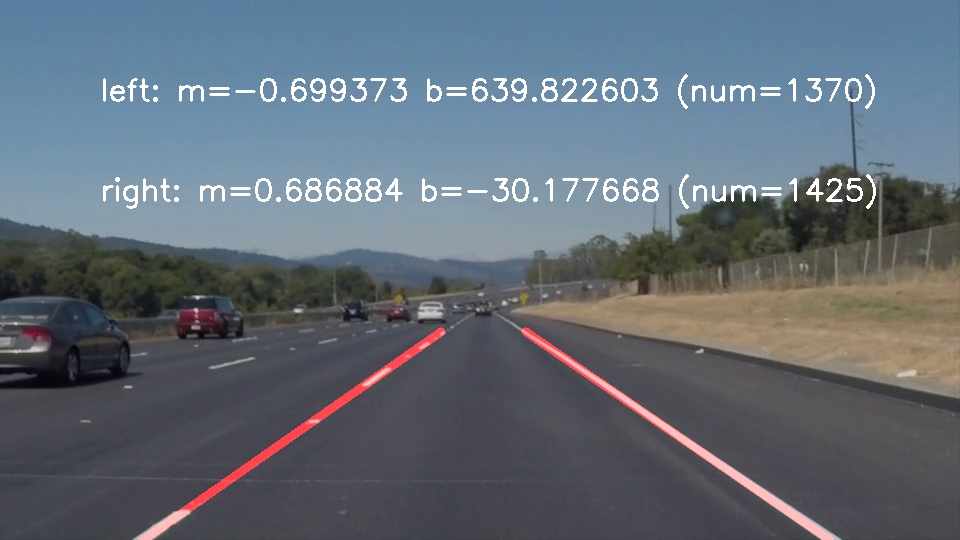 left: m=-0.699373 b=639.822603 (num=1370)
right: m=0.686884 b=-30.177668 (num=1425)